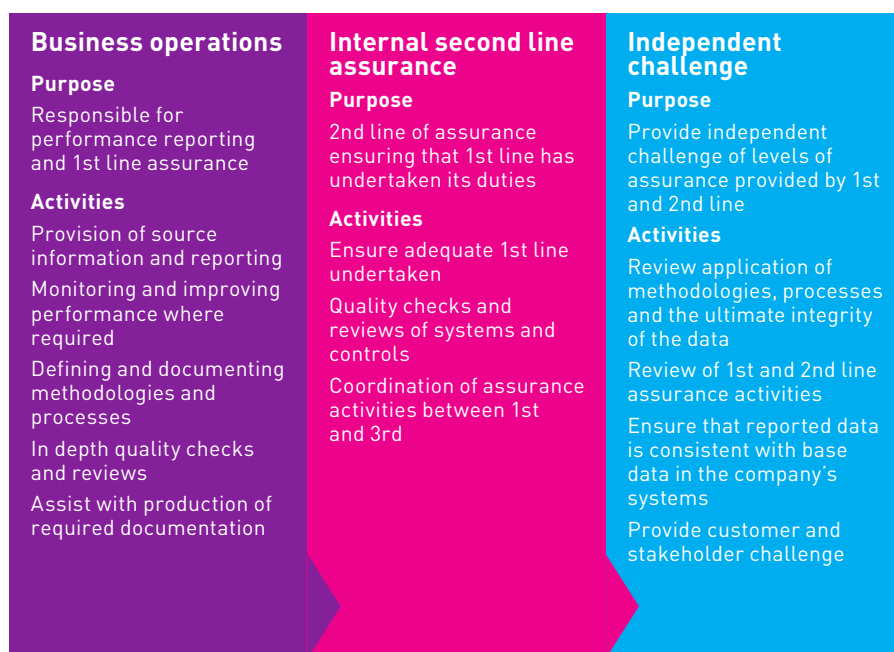 Business operations
Purpose
Responsible for
performance reporting
and 1st line assurance
Activities
Provision of source
information and reporting
Monitoring and improving
performance where
required
Defining and documenting
methodologies and
processes
In depth quality checks
and reviews
Assist with production of
required documentation
Internal second line
assurance
Purpose
2nd line of assurance
ensuring that 1st line has
undertaken its duties
Activities
Ensure adequate 1st line
undertaken
Quality checks and
reviews of systems and
controls
Coordination of assurance
activities between 1st
and 3rd
Independent
challenge
Purpose
Provide independent
challenge of levels of
assurance provided by 1st
and 2nd line
Activities
Review application of
methodologies, processes
and the ultimate integrity
of the data
Review of 1st and 2nd line
assurance activities
Ensure that reported data
is consistent with base
data in the company's
systems
Provide customer and
stakeholder challenge